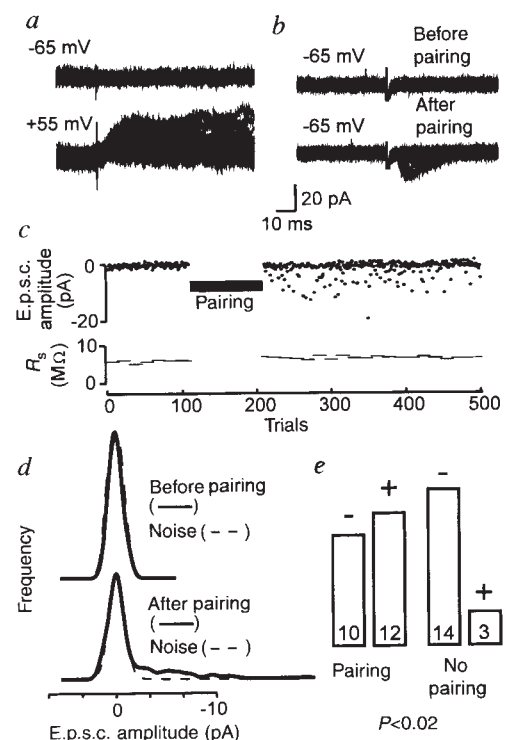 a
-65 mV
+55 mV
b
Before
pairing
-65 mV
After
pairing
-65 mV
20 pA
10 ms
c
E.p.s.c.
amplitude
(pA)
0
-20
Pairing
Rs
(MΩ)
10
0
0 100 200 300 400 500
Trials
d
Frequency
Before pairing
( — )
Noise ( - - )
After pairing
( — )
Noise ( - - )
0 -10
E.p.s.c. amplitude (pA)
e
- + - +
10 12 14 3
Pairing No
pairing
P<0.02